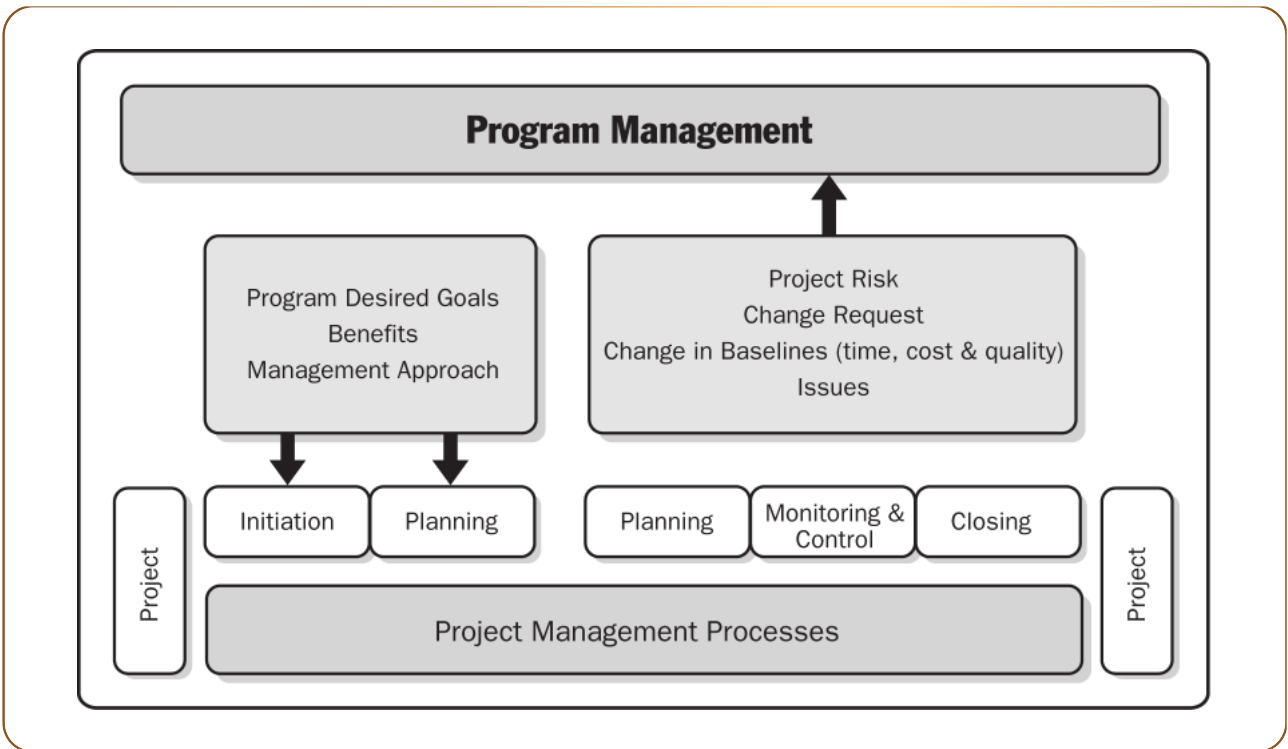 Program Management
Program Desired Goals
Benefits
Management Approach
Project Risk
Change Request
Change in Baselines (time, cost & quality)
Issues
Project
Initiation
Planning
Planning
Monitoring &
Control
Closing
Project
Project Management Processes